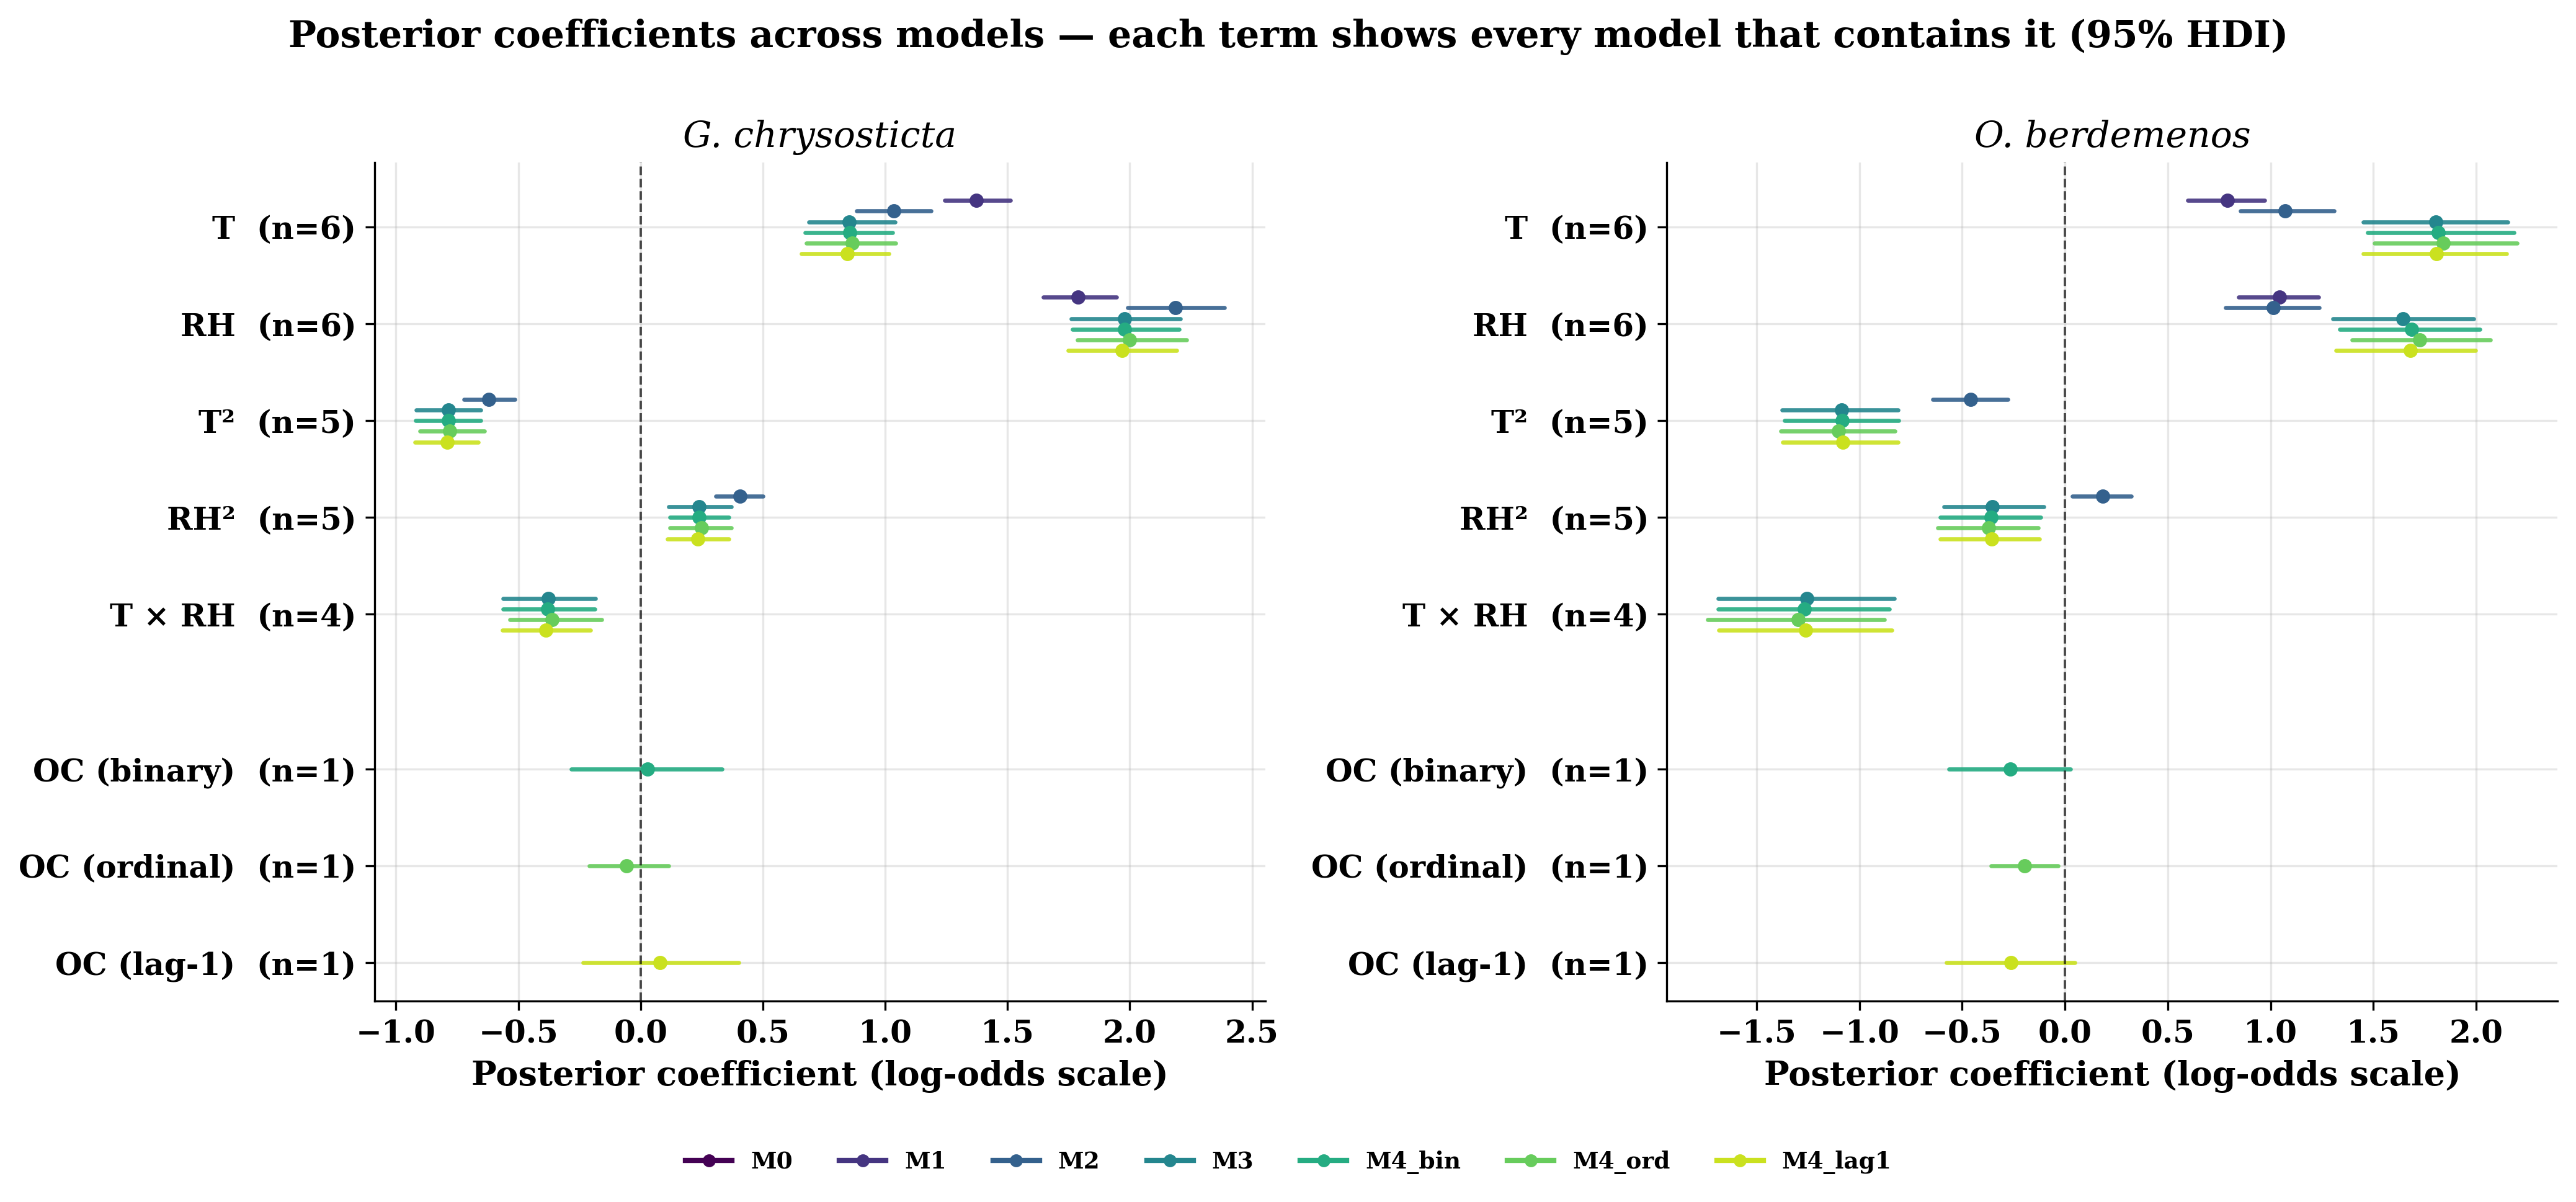 Posterior coefficients across models — each term shows every model that contains it (95% HDI)
G. chrysosticta
T (n=6)
RH (n=6)
T² (n=5)
RH² (n=5)
T × RH (n=4)
OC (binary) (n=1)
OC (ordinal) (n=1)
OC (lag-1) (n=1)
−1.0 −0.5 0.0 0.5 1.0 1.5 2.0 2.5
Posterior coefficient (log-odds scale)
O. berdemenos
T (n=6)
RH (n=6)
T² (n=5)
RH² (n=5)
T × RH (n=4)
OC (binary) (n=1)
OC (ordinal) (n=1)
OC (lag-1) (n=1)
−1.5 −1.0 −0.5 0.0 0.5 1.0 1.5 2.0
Posterior coefficient (log-odds scale)
M0 M1 M2 M3 M4_bin M4_ord M4_lag1